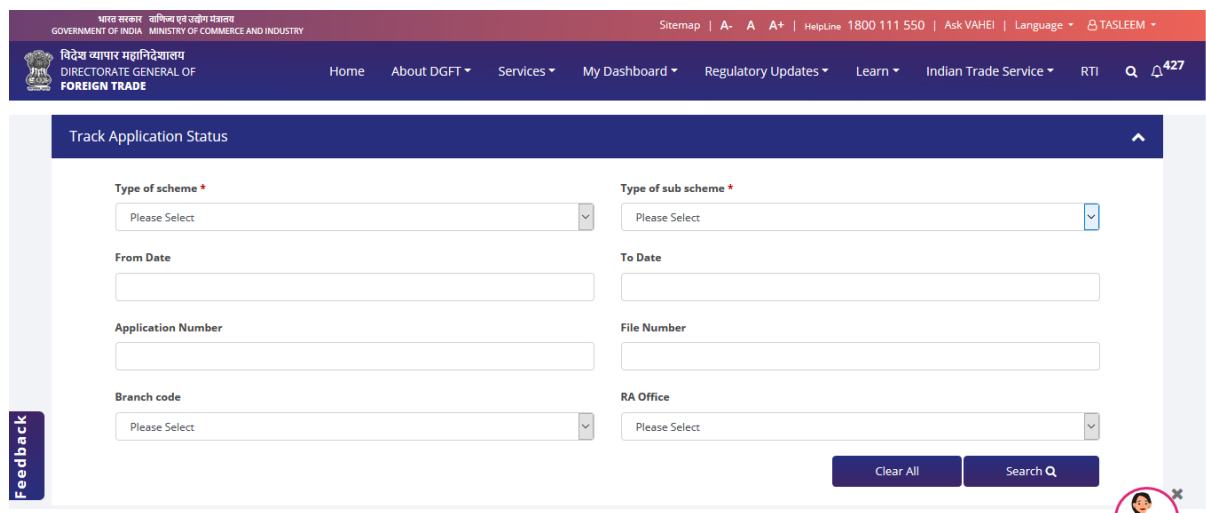 भारत सरकार वाणिज्य एवं उद्योग मंत्रालय
GOVERNMENT OF INDIA MINISTRY OF COMMERCE AND INDUSTRY
Sitemap | A- A A+ | HelpLine 1800 111 550 | Ask VAHEI | Language TASLEEM
विदेश व्यापार महानिदेशालय
DIRECTORATE GENERAL OF
FOREIGN TRADE
Home About DGFT Services My Dashboard Regulatory Updates Learn Indian Trade Service RTI 427
Track Application Status
Type of scheme * Type of sub scheme *
Please Select Please Select
From Date To Date
Application Number File Number
Branch code RA Office
Please Select Please Select
Clear All Search
Feedback